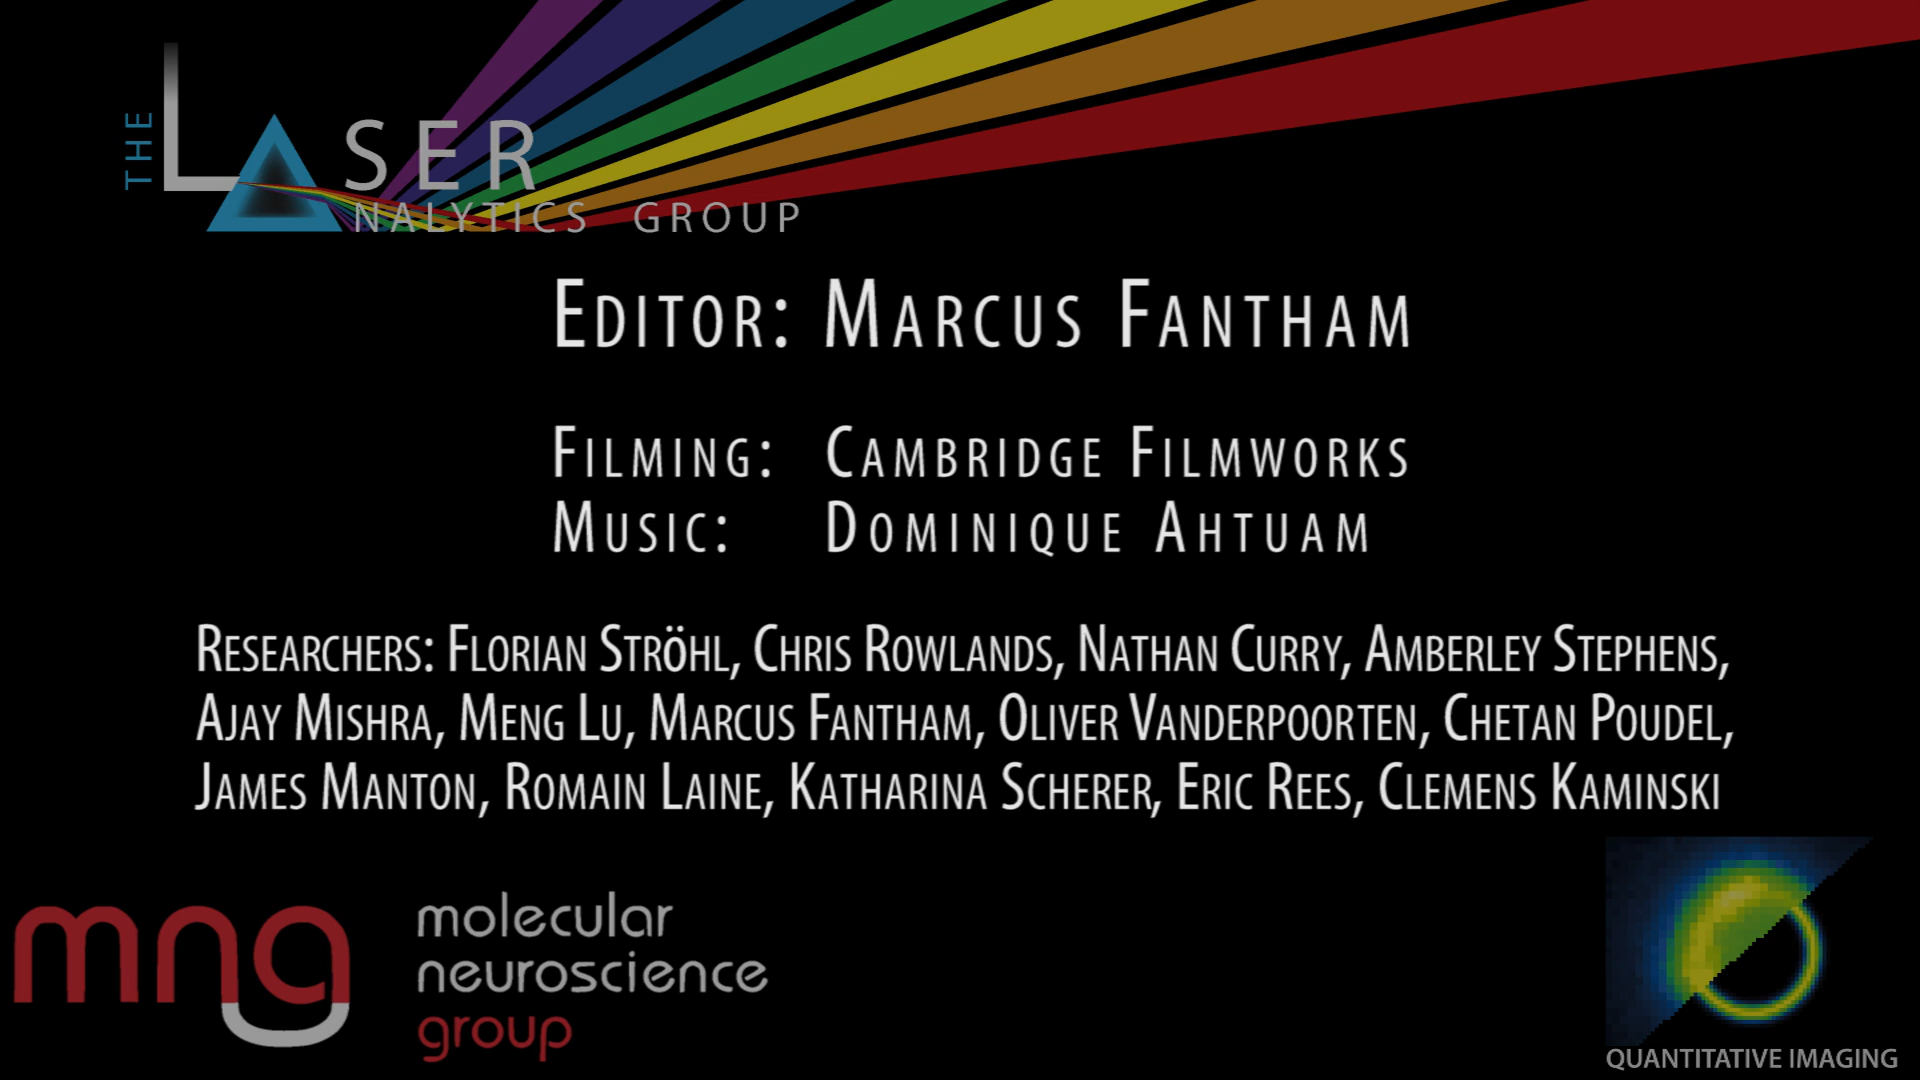 THE LASER
ANALYTICS GROUP
EDITOR: MARCUS FANTHAM
FILMING: CAMBRIDGE FILMWORKS
MUSIC: DOMINIQUE AHTUAM
RESEARCHERS: FLORIAN STRÖHL, CHRIS ROWLANDS, NATHAN CURRY, AMBERLEY STEPHENS,
AJAY MISHRA, MENG LU, MARCUS FANTHAM, OLIVER VANDERPOORTEN, CHETAN POUDEL,
JAMES MANTON, ROMAIN LAINE, KATHARINA SCHERER, ERIC REES, CLEMENS KAMINSKI
mng
molecular
neuroscience
group
QUANTITATIVE IMAGING